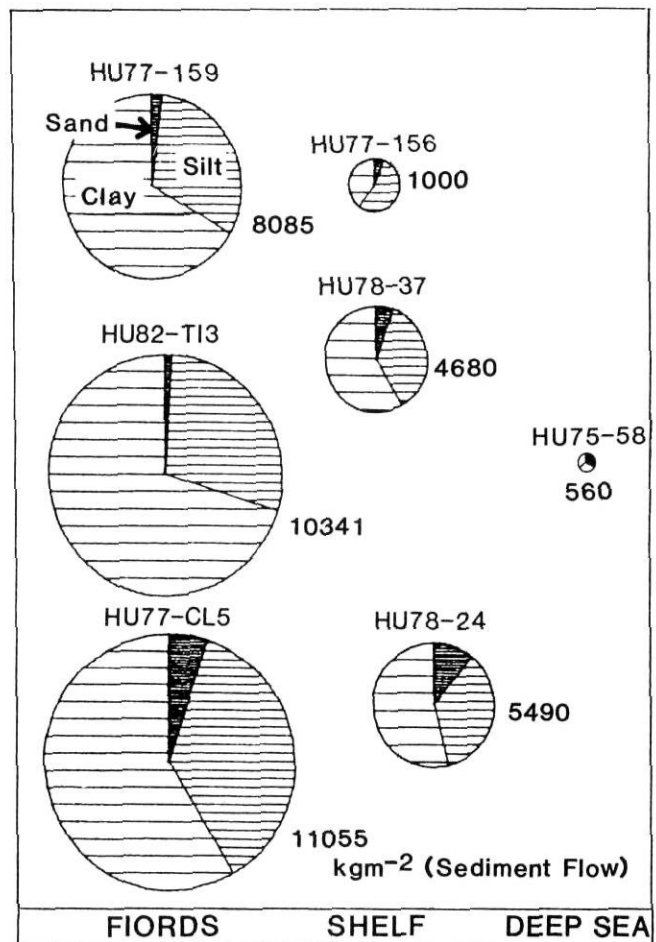 HU77-159
Sand
Silt
Clay
8085
HU77-156
1000
HU78-37
4680
HU82-TI3
10341
HU75-58
560
HU77-CL5
11055
HU78-24
5490
kgm⁻² (Sediment Flow)
FIORDS SHELF DEEP SEA